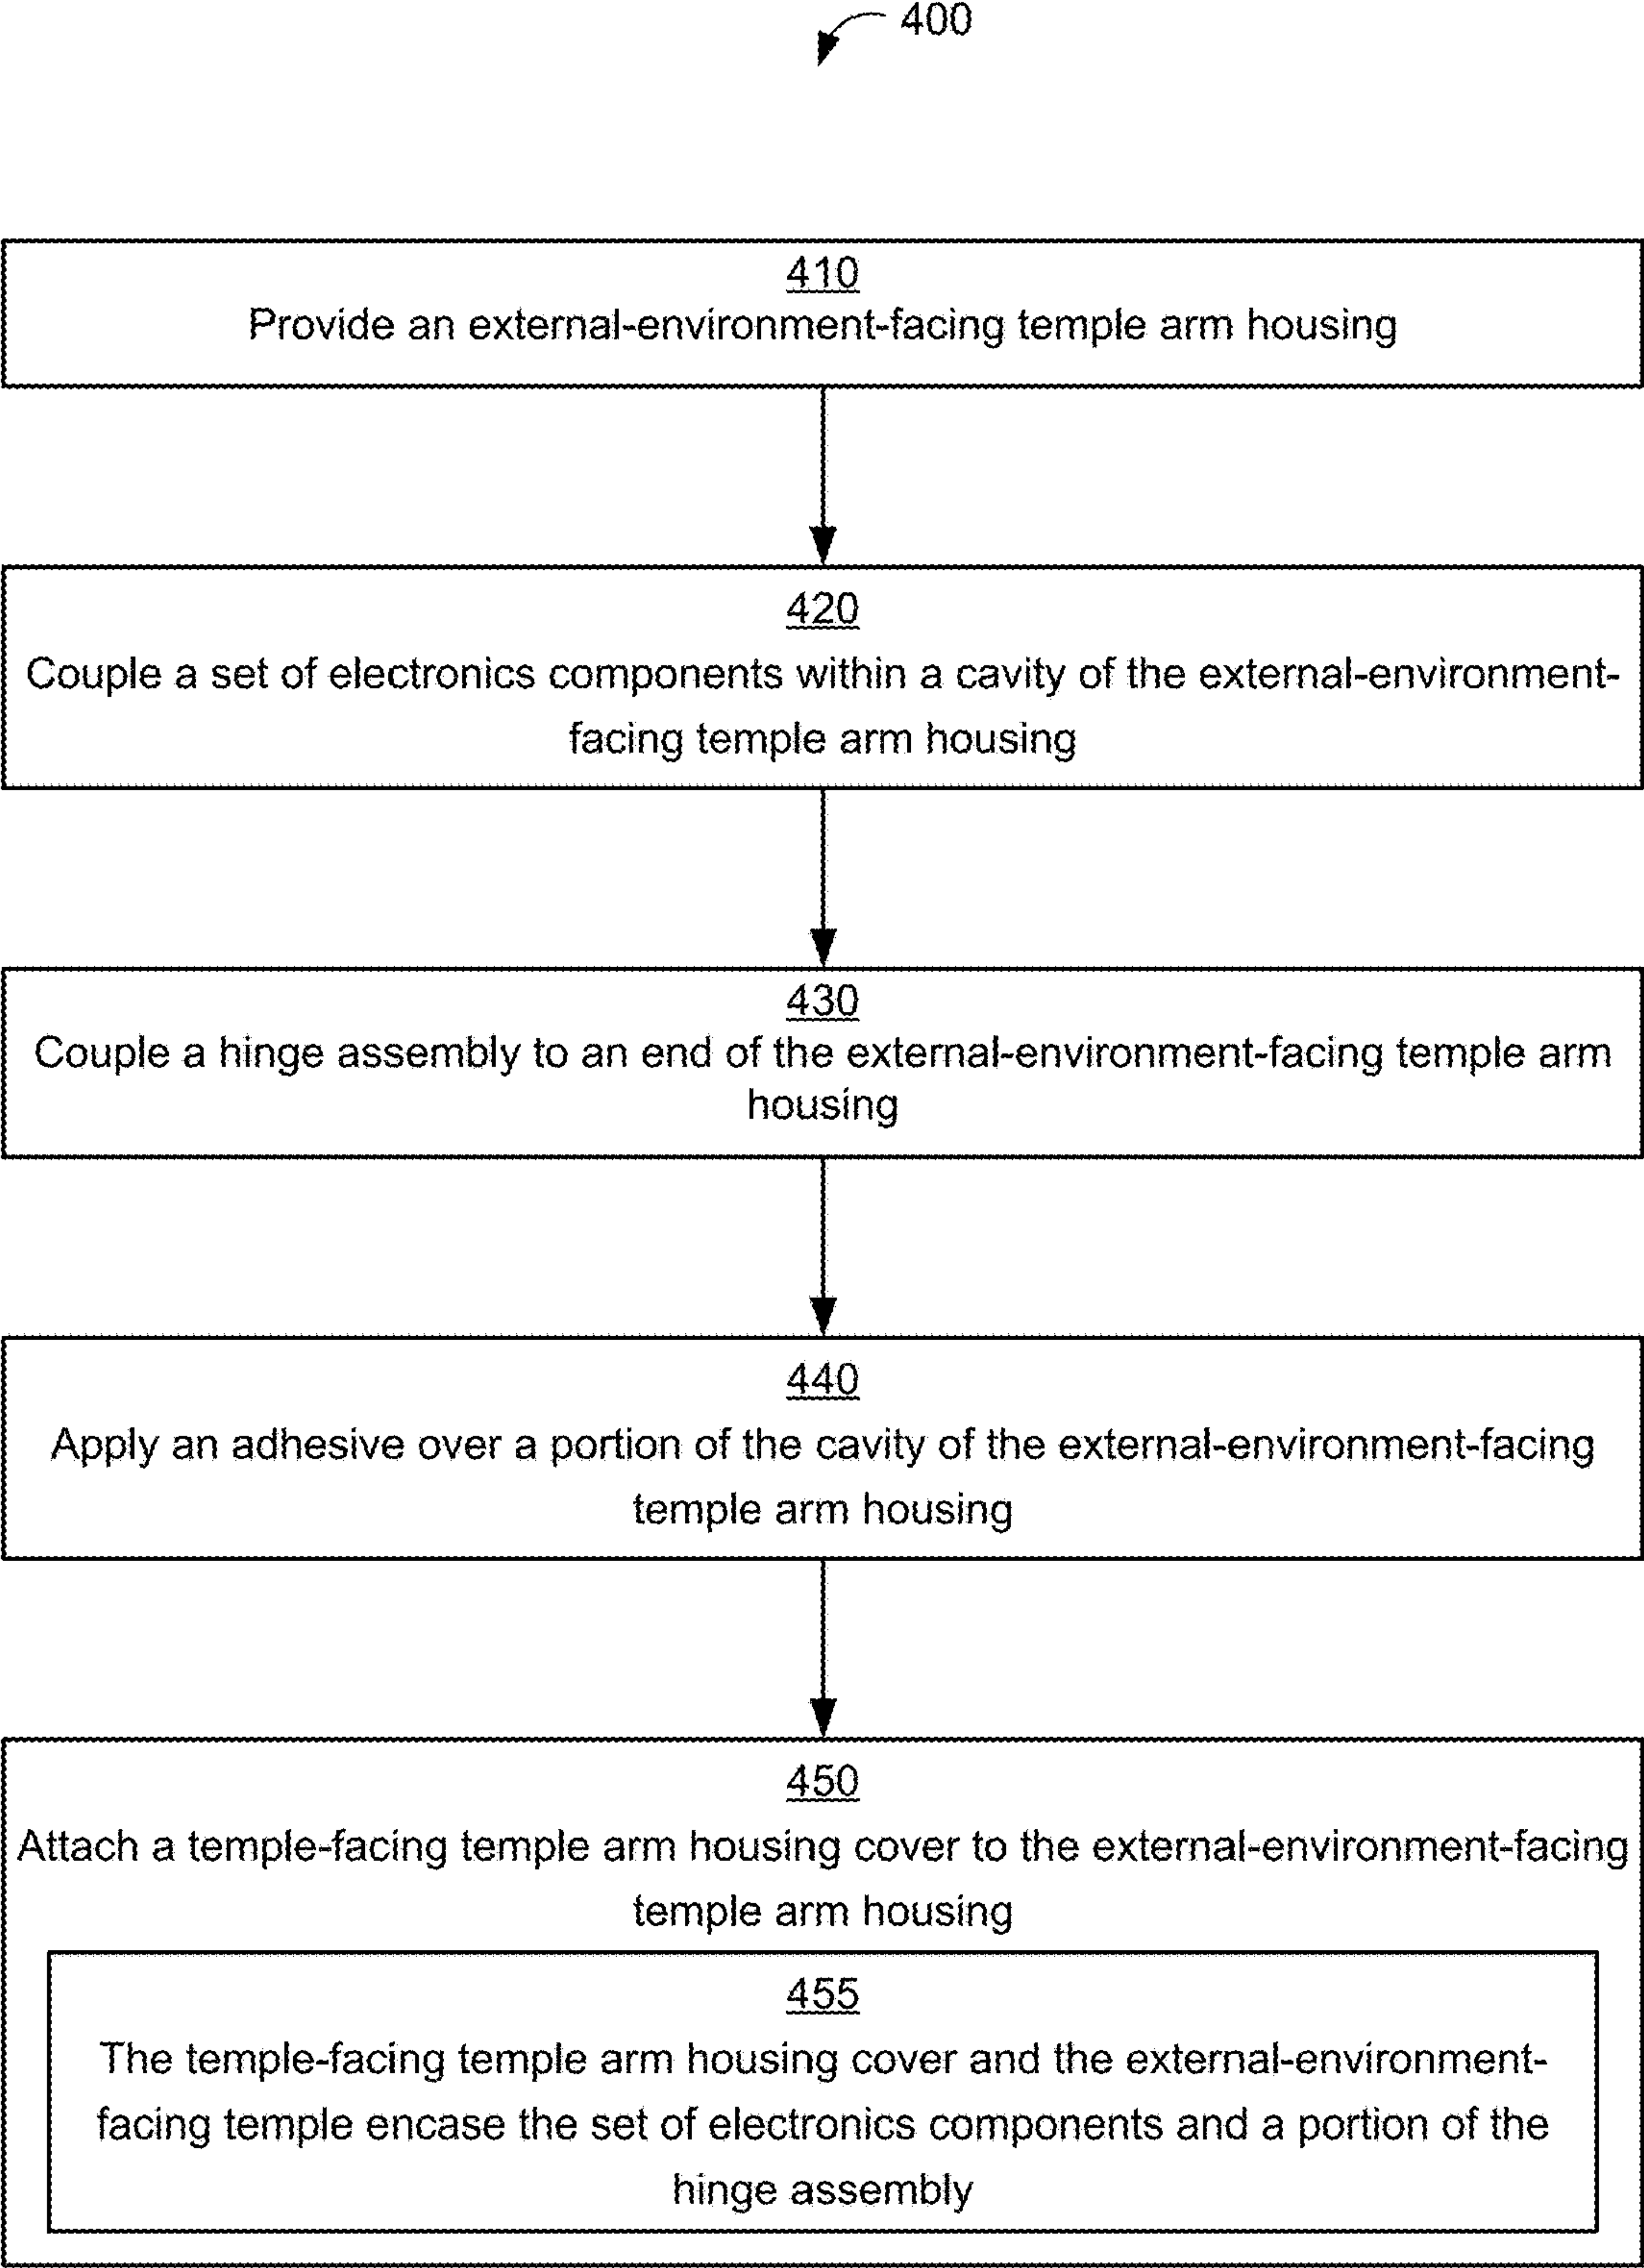 400
410
Provide an external-environment-facing temple arm housing
420
Couple a set of electronics components within a cavity of the external-environment-
facing temple arm housing
430
Couple a hinge assembly to an end of the external-environment-facing temple arm
housing
440
Apply an adhesive over a portion of the cavity of the external-environment-facing
temple arm housing
450
Attach a temple-facing temple arm housing cover to the external-environment-facing
temple arm housing
455
The temple-facing temple arm housing cover and the external-environment-
facing temple encase the set of electronics components and a portion of the
hinge assembly